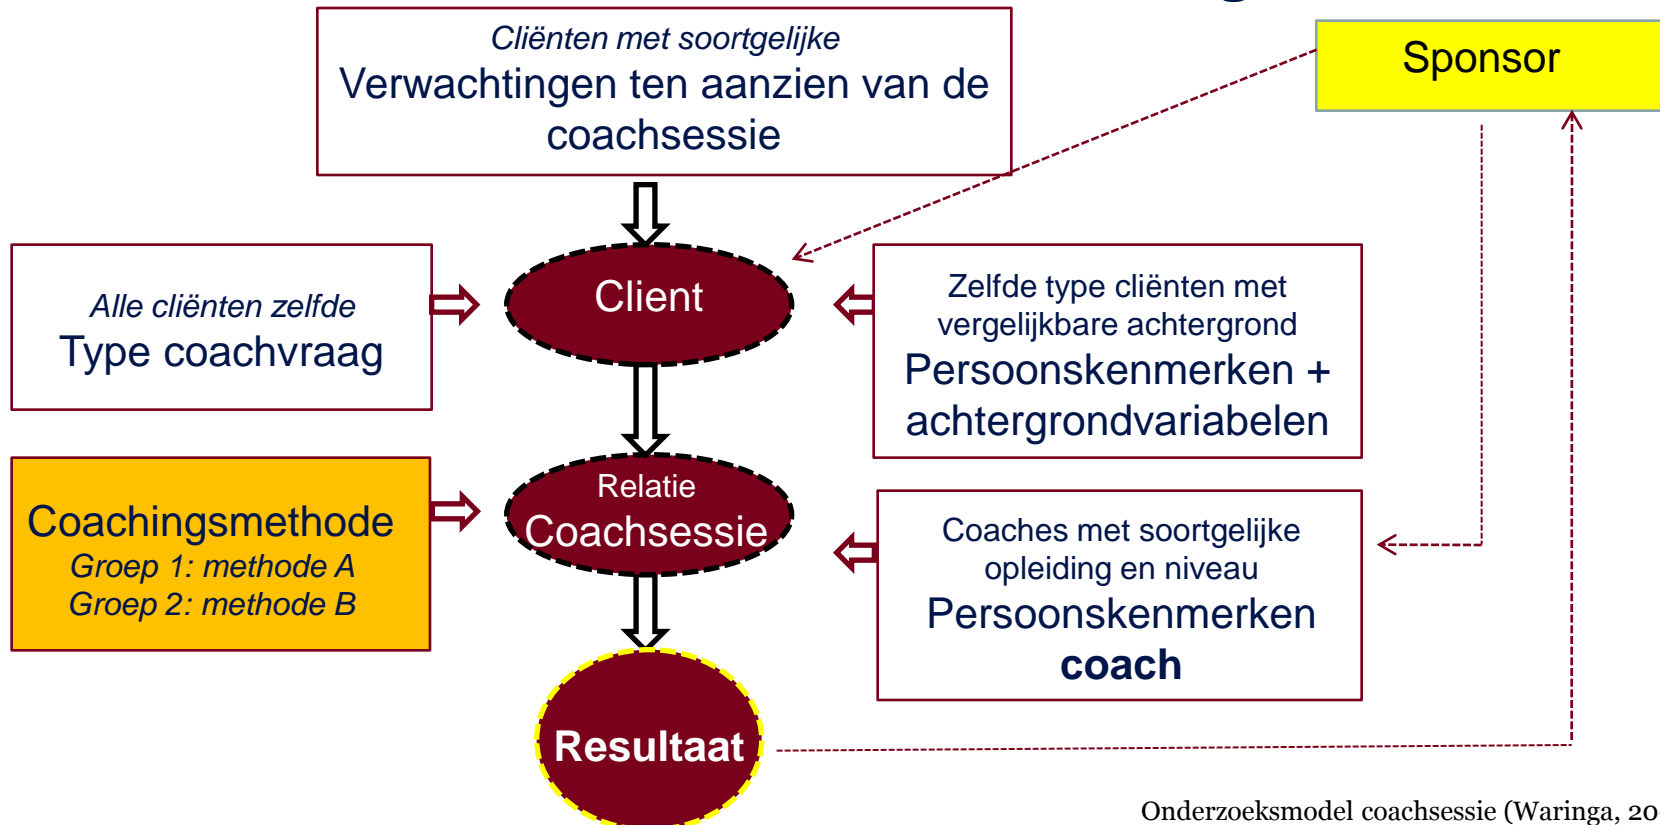 Cliënten met soortgelijke
Verwachtingen ten aanzien van de
coachsessie
Sponsor
Alle cliënten zelfde
Type coachvraag
Client
Zelfde type cliënten met
vergelijkbare achtergrond
Persoonskenmerken +
achtergrondvariabelen
Coachingsmethode
Groep 1: methode A
Groep 2: methode B
Relatie
Coachsessie
Coaches met soortgelijke
opleiding en niveau
Persoonskenmerken
coach
Resultaat
Onderzoeksmodel coachsessie (Waringa,